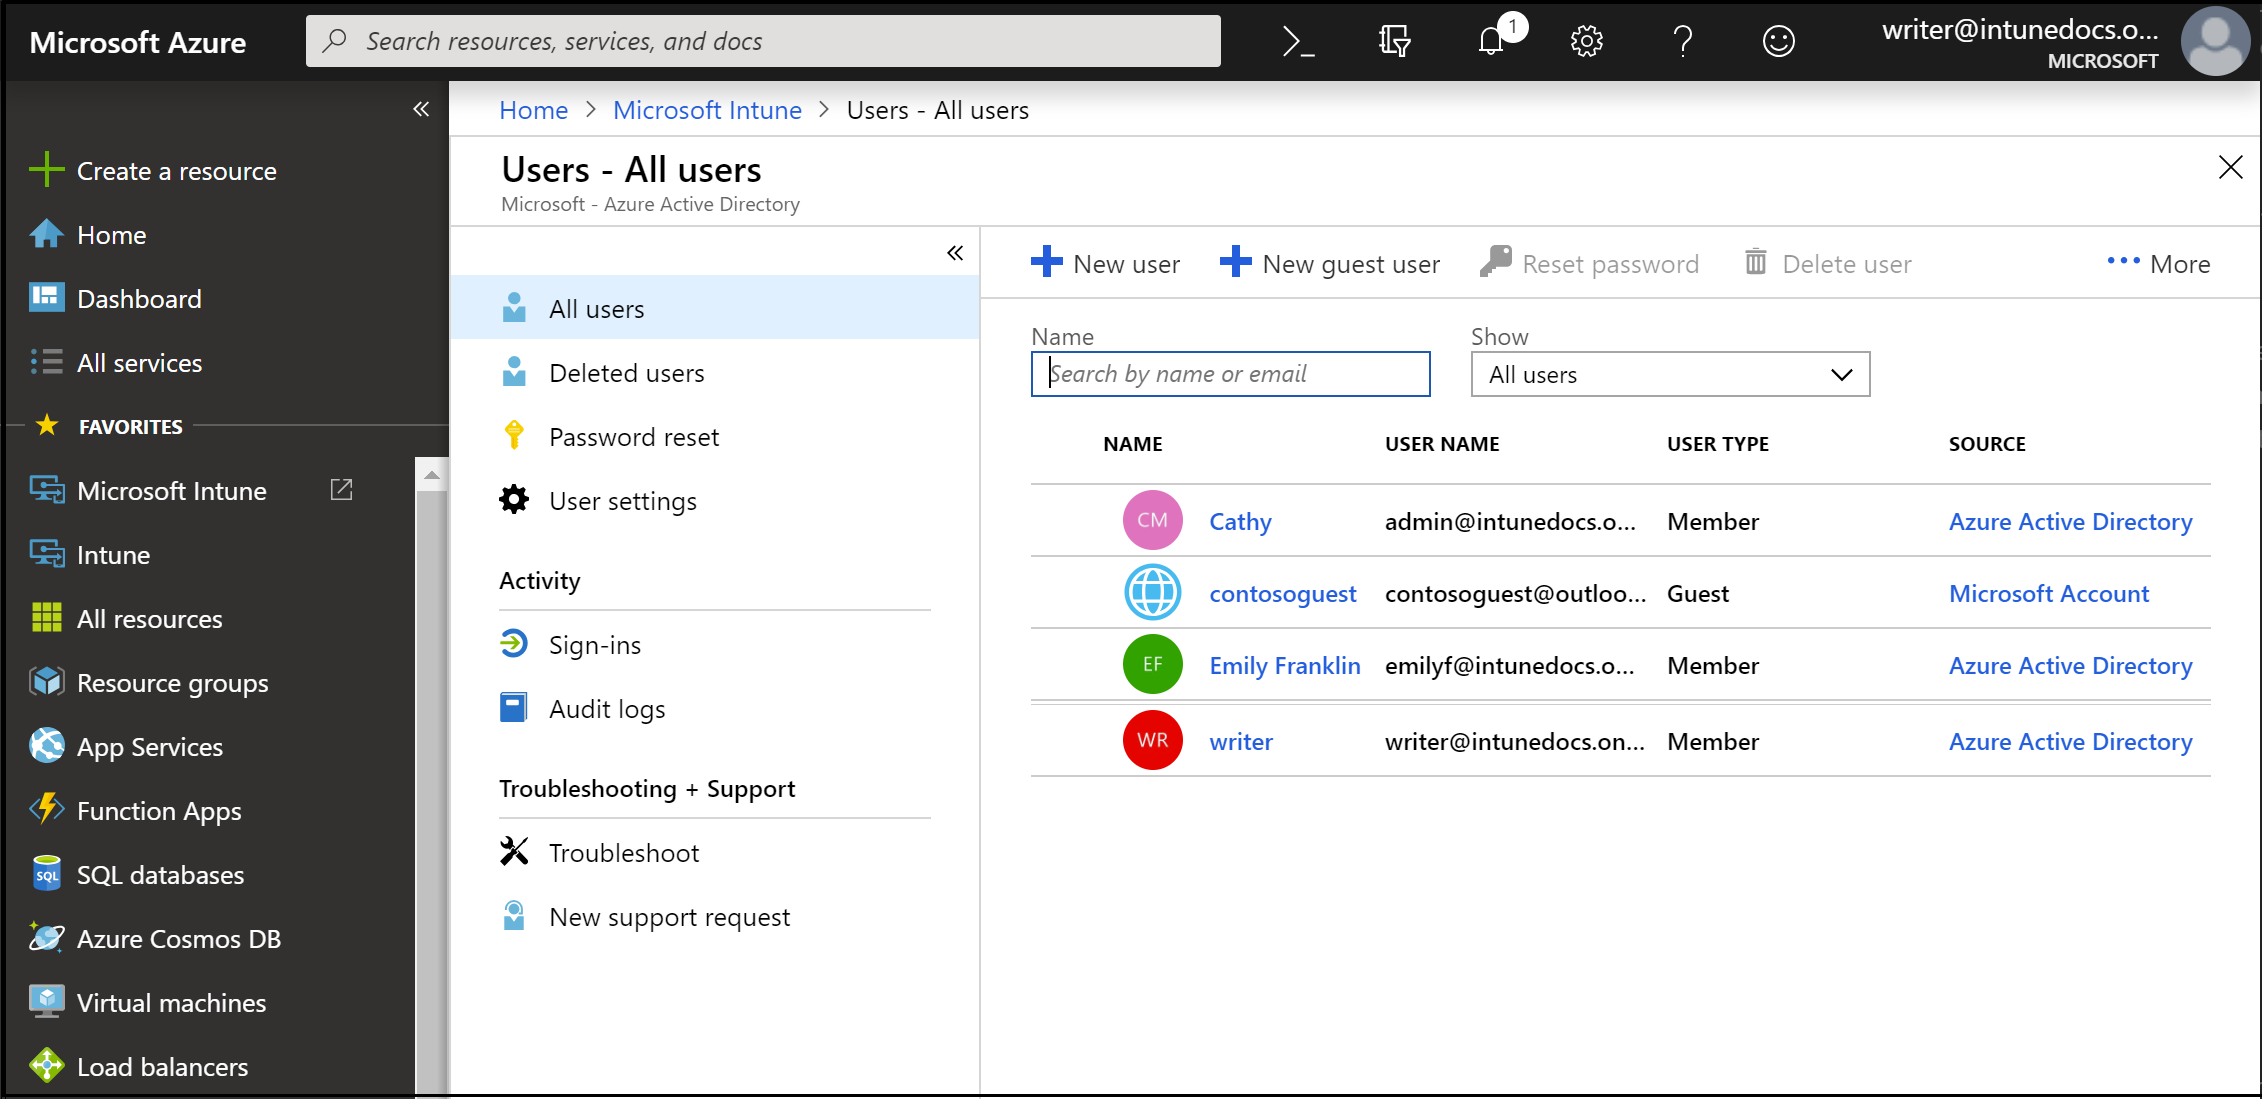 Microsoft Azure
Search resources, services, and docs
1
writer@intunedocs.o...
MICROSOFT
Create a resource
Home
Dashboard
All services
FAVORITES
Microsoft Intune
Intune
All resources
Resource groups
App Services
Function Apps
SQL databases
SQL
Azure Cosmos DB
Virtual machines
Load balancers
Home > Microsoft Intune > Users - All users
Users - All users
Microsoft - Azure Active Directory
All users
Deleted users
Password reset
User settings
Activity
Sign-ins
Audit logs
Troubleshooting + Support
Troubleshoot
New support request
New user New guest user Reset password Delete user ... More
Name Show
Search by name or email All users
NAME USER NAME USER TYPE SOURCE
CM Cathy admin@intunedocs.o... Member Azure Active Directory
contosoguest contosoguest@outloo... Guest Microsoft Account
EF Emily Franklin emilyf@intunedocs.o... Member Azure Active Directory
WR writer writer@intunedocs.on... Member Azure Active Directory